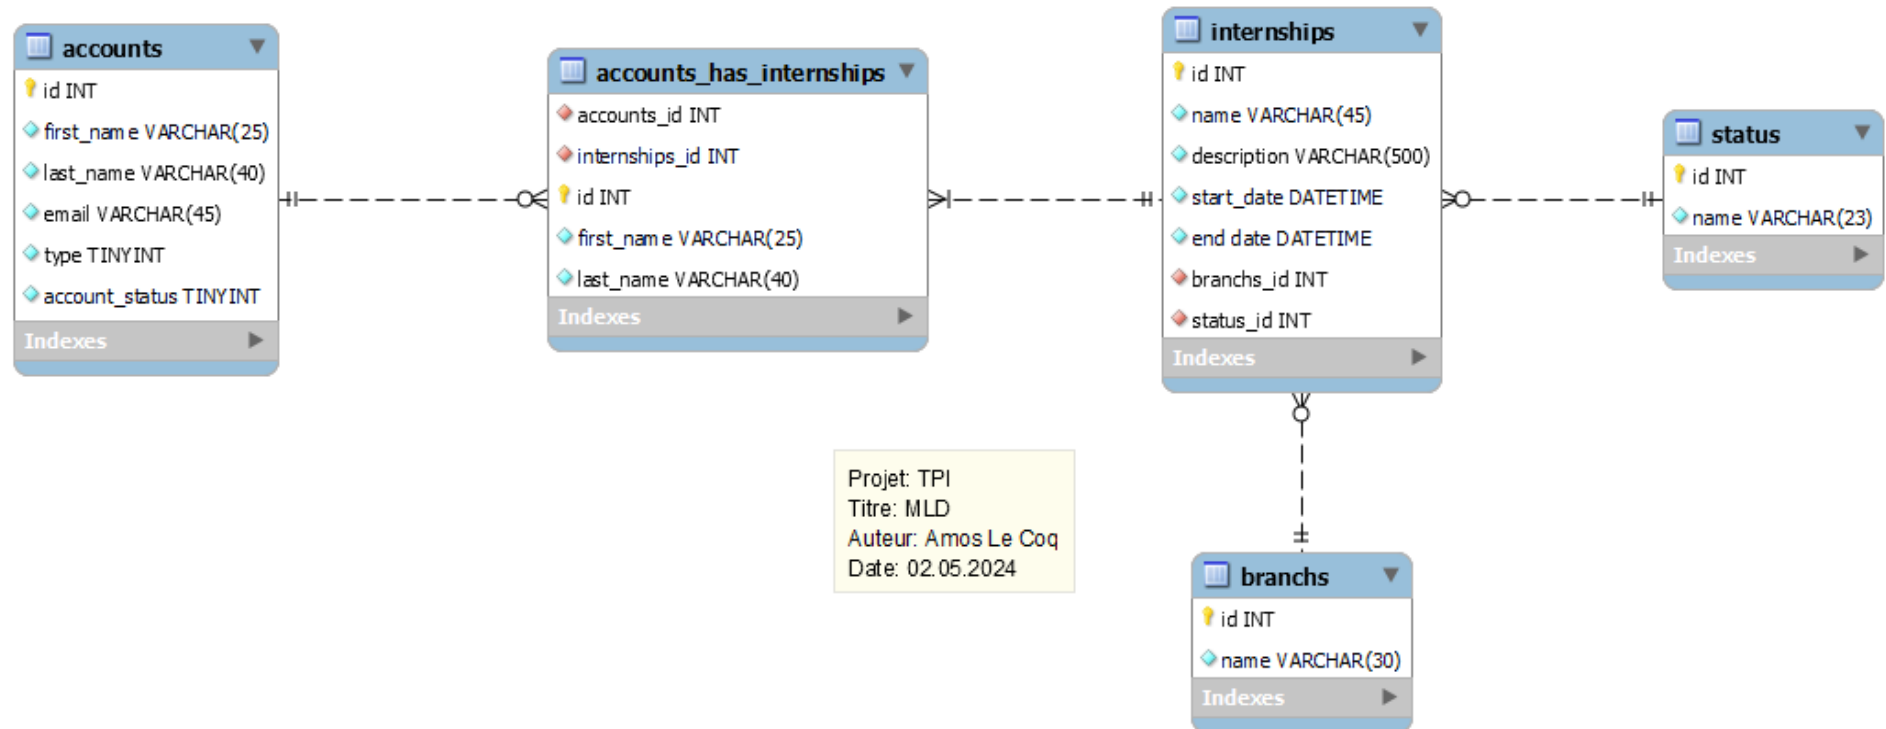 accounts
id INT
first_name VARCHAR(25)
last_name VARCHAR(40)
email VARCHAR(45)
type TINYINT
account_status TINYINT
Indexes
accounts_has_internships
accounts_id INT
internships_id INT
id INT
first_name VARCHAR(25)
last_name VARCHAR(40)
Indexes
internships
id INT
name VARCHAR(45)
description VARCHAR(500)
start_date DATETIME
end date DATETIME
branchs_id INT
status_id INT
Indexes
status
id INT
name VARCHAR(23)
Indexes
Projet: TPI
Titre: MLD
Auteur: Amos Le Coq
Date: 02.05.2024
branchs
id INT
name VARCHAR(30)
Indexes